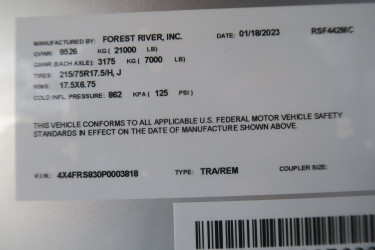 MANUFACTURED BY: FOREST RIVER, INC. DATE: 01/18/2023 RSF442MC
GVWR: 9526 KG ( 21000 LB)
GAWR (EACH AXLE): 3175 KG ( 7000 LB)
TIRES: 215/75R17.5/H, J
RIMS: 17.5X6.75
COLD INFL. PRESSURE: 862 KPA ( 125 PSI )
THIS VEHICLE CONFORMS TO ALL APPLICABLE U.S. FEDERAL MOTOR VEHICLE SAFETY
STANDARDS IN EFFECT ON THE DATE OF MANUFACTURE SHOWN ABOVE.
V.I.N.: 4X4FRS830P0003818 TYPE: TRA/REM COUPLER SIZE: